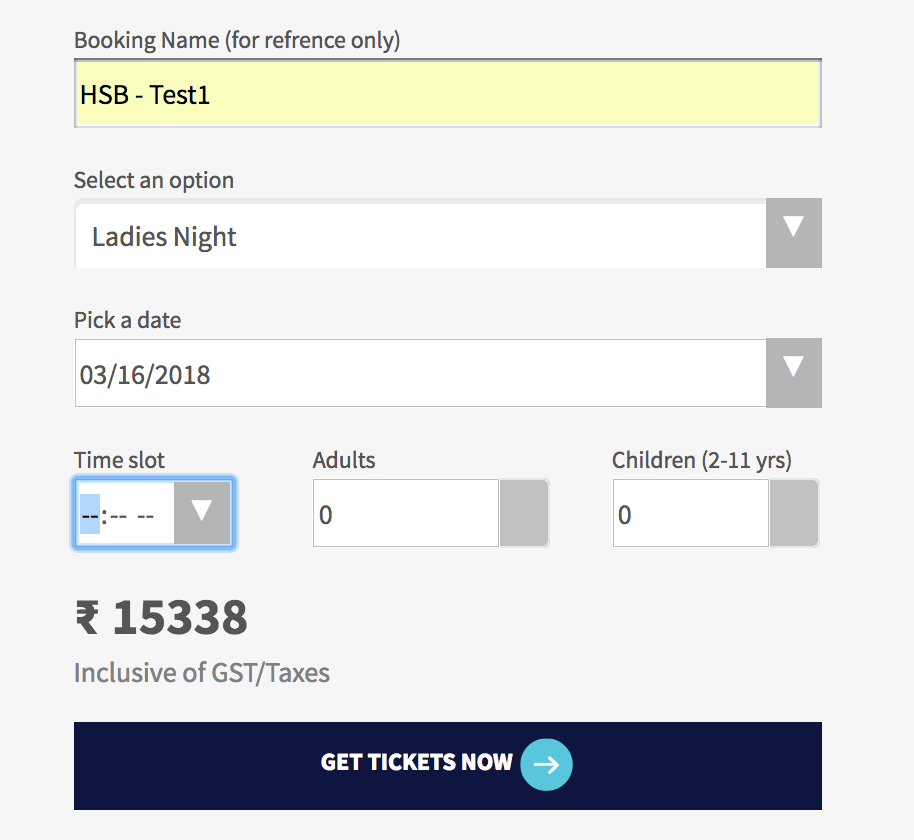 Booking Name (for refrence only)
HSB - Test1
Select an option
Ladies Night
Pick a date
03/16/2018
Time slot Adults Children (2-11 yrs)
--:-- -- 0 0
₹ 15338
Inclusive of GST/Taxes
GET TICKETS NOW